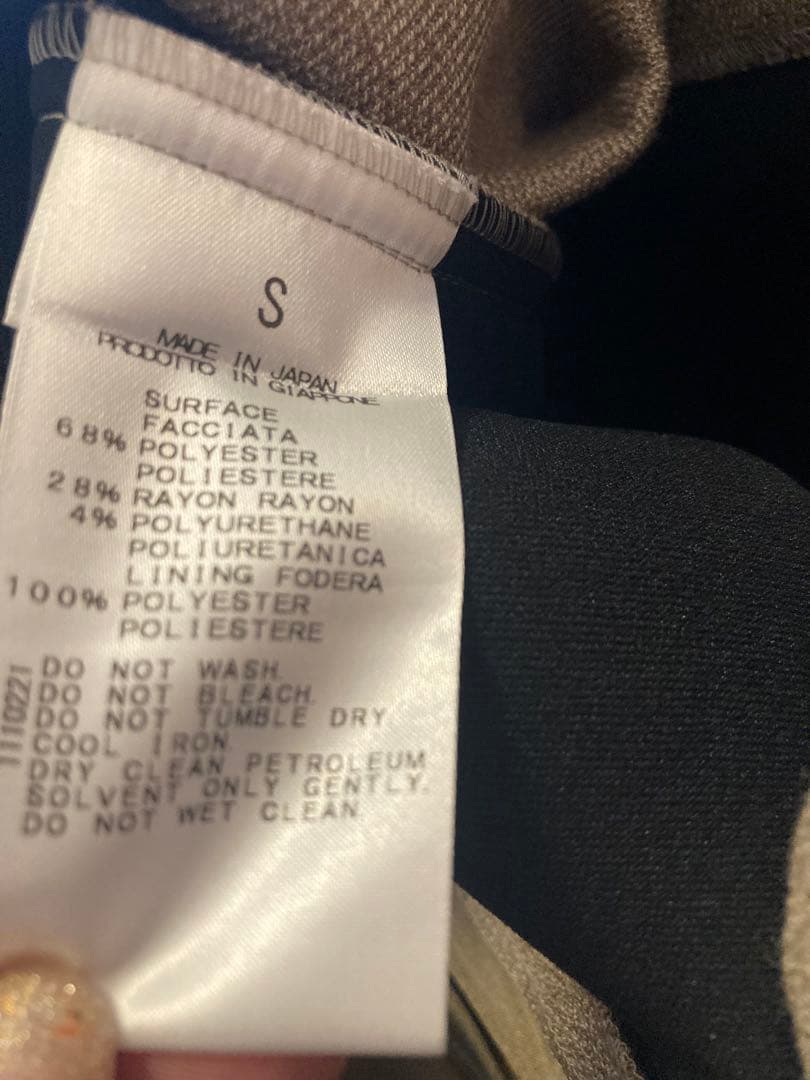 S
MADE IN JAPAN
PRODOTTO IN GIAPPONE
SURFACE
FACCIATA
68% POLYESTER
POLIESTERE
28% RAYON RAYON
4% POLYURETHANE
POLIURETANICA
LINING FODERA
100% POLYESTER
POLIESTERE
DO NOT WASH.
DO NOT BLEACH.
DO NOT TUMBLE DRY
COOL IRON.
DRY CLEAN PETROLEUM
SOLVENT ONLY GENTLY.
DO NOT WET CLEAN.
1110221